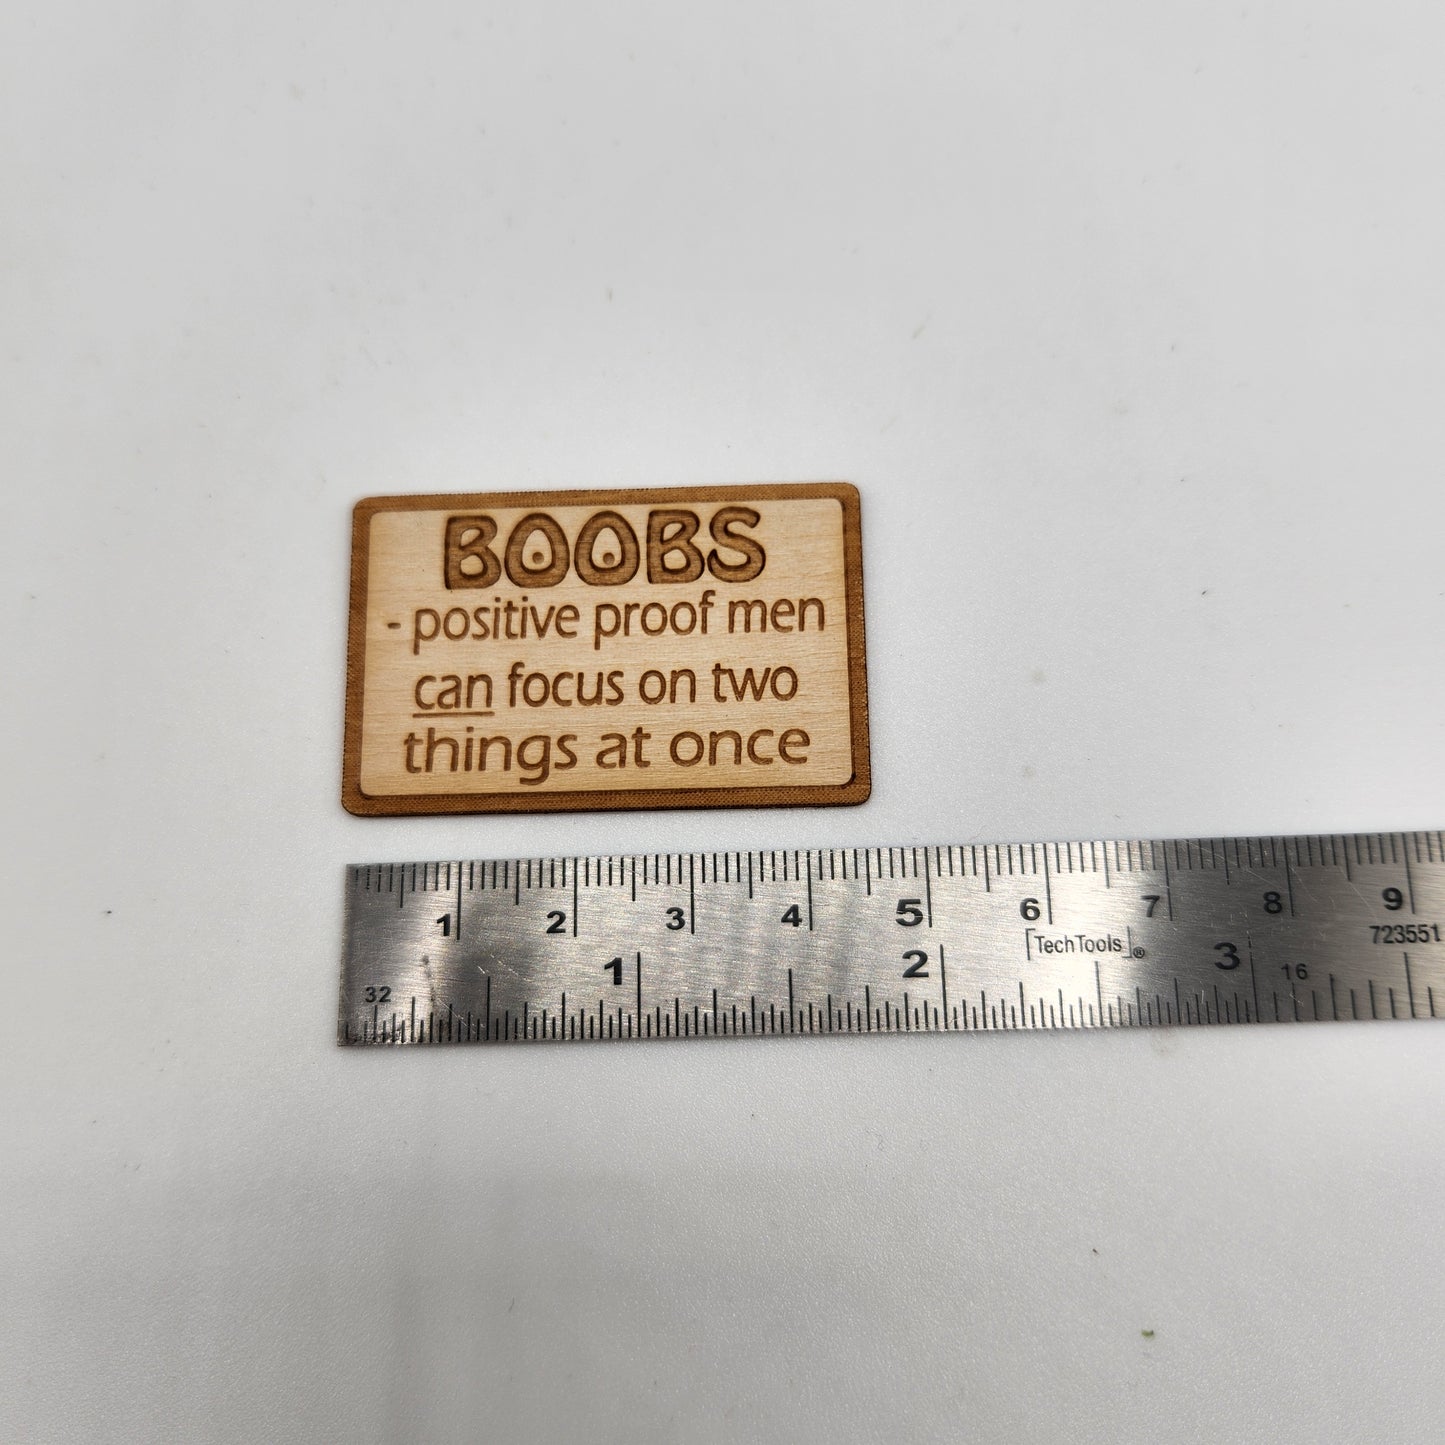 BOOBS
- positive proof men
can focus on two
things at once
1 2 3 4 5 6 7 8 9
TechTools ®
723551
1 2 3
32
16